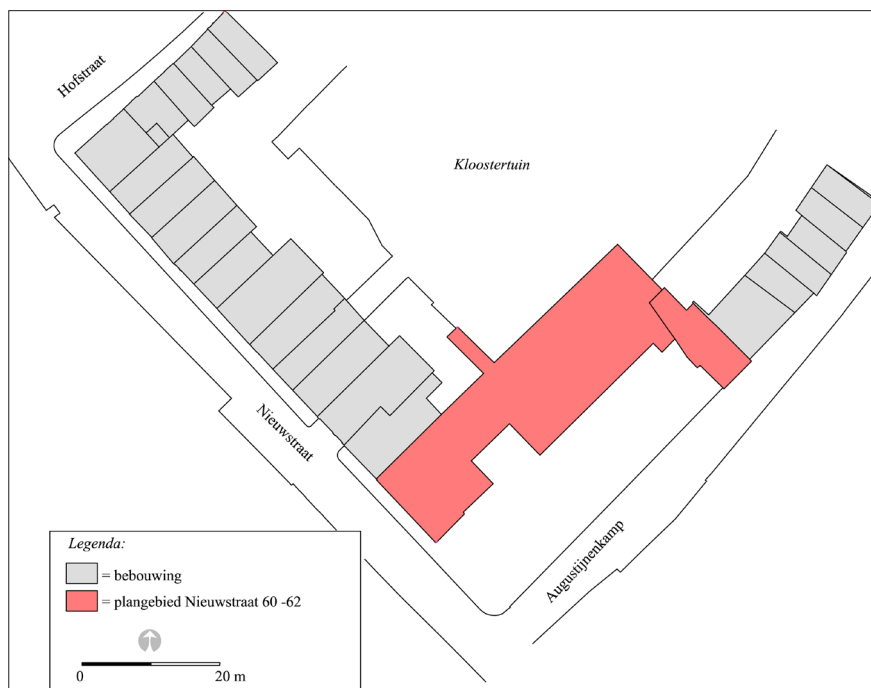 Hofstraat
Kloostertuin
Nieuwstraat
Augustijnenkamp
Legenda:
= bebouwing
= plangebied Nieuwstraat 60 -62
0 20 m